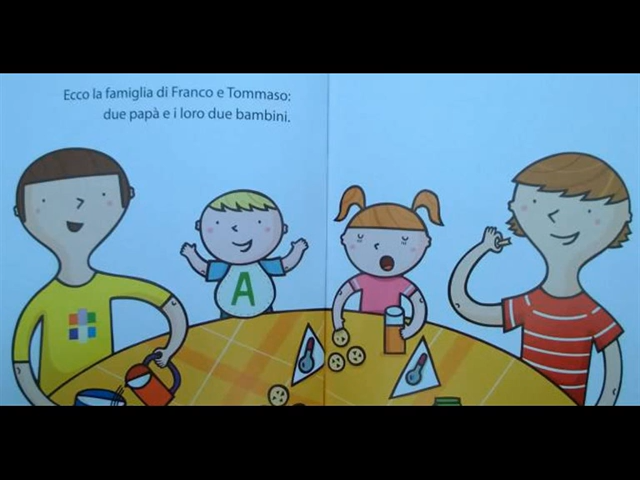 Ecco la famiglia di Franco e Tommaso:
due papà e i loro due bambini.
A